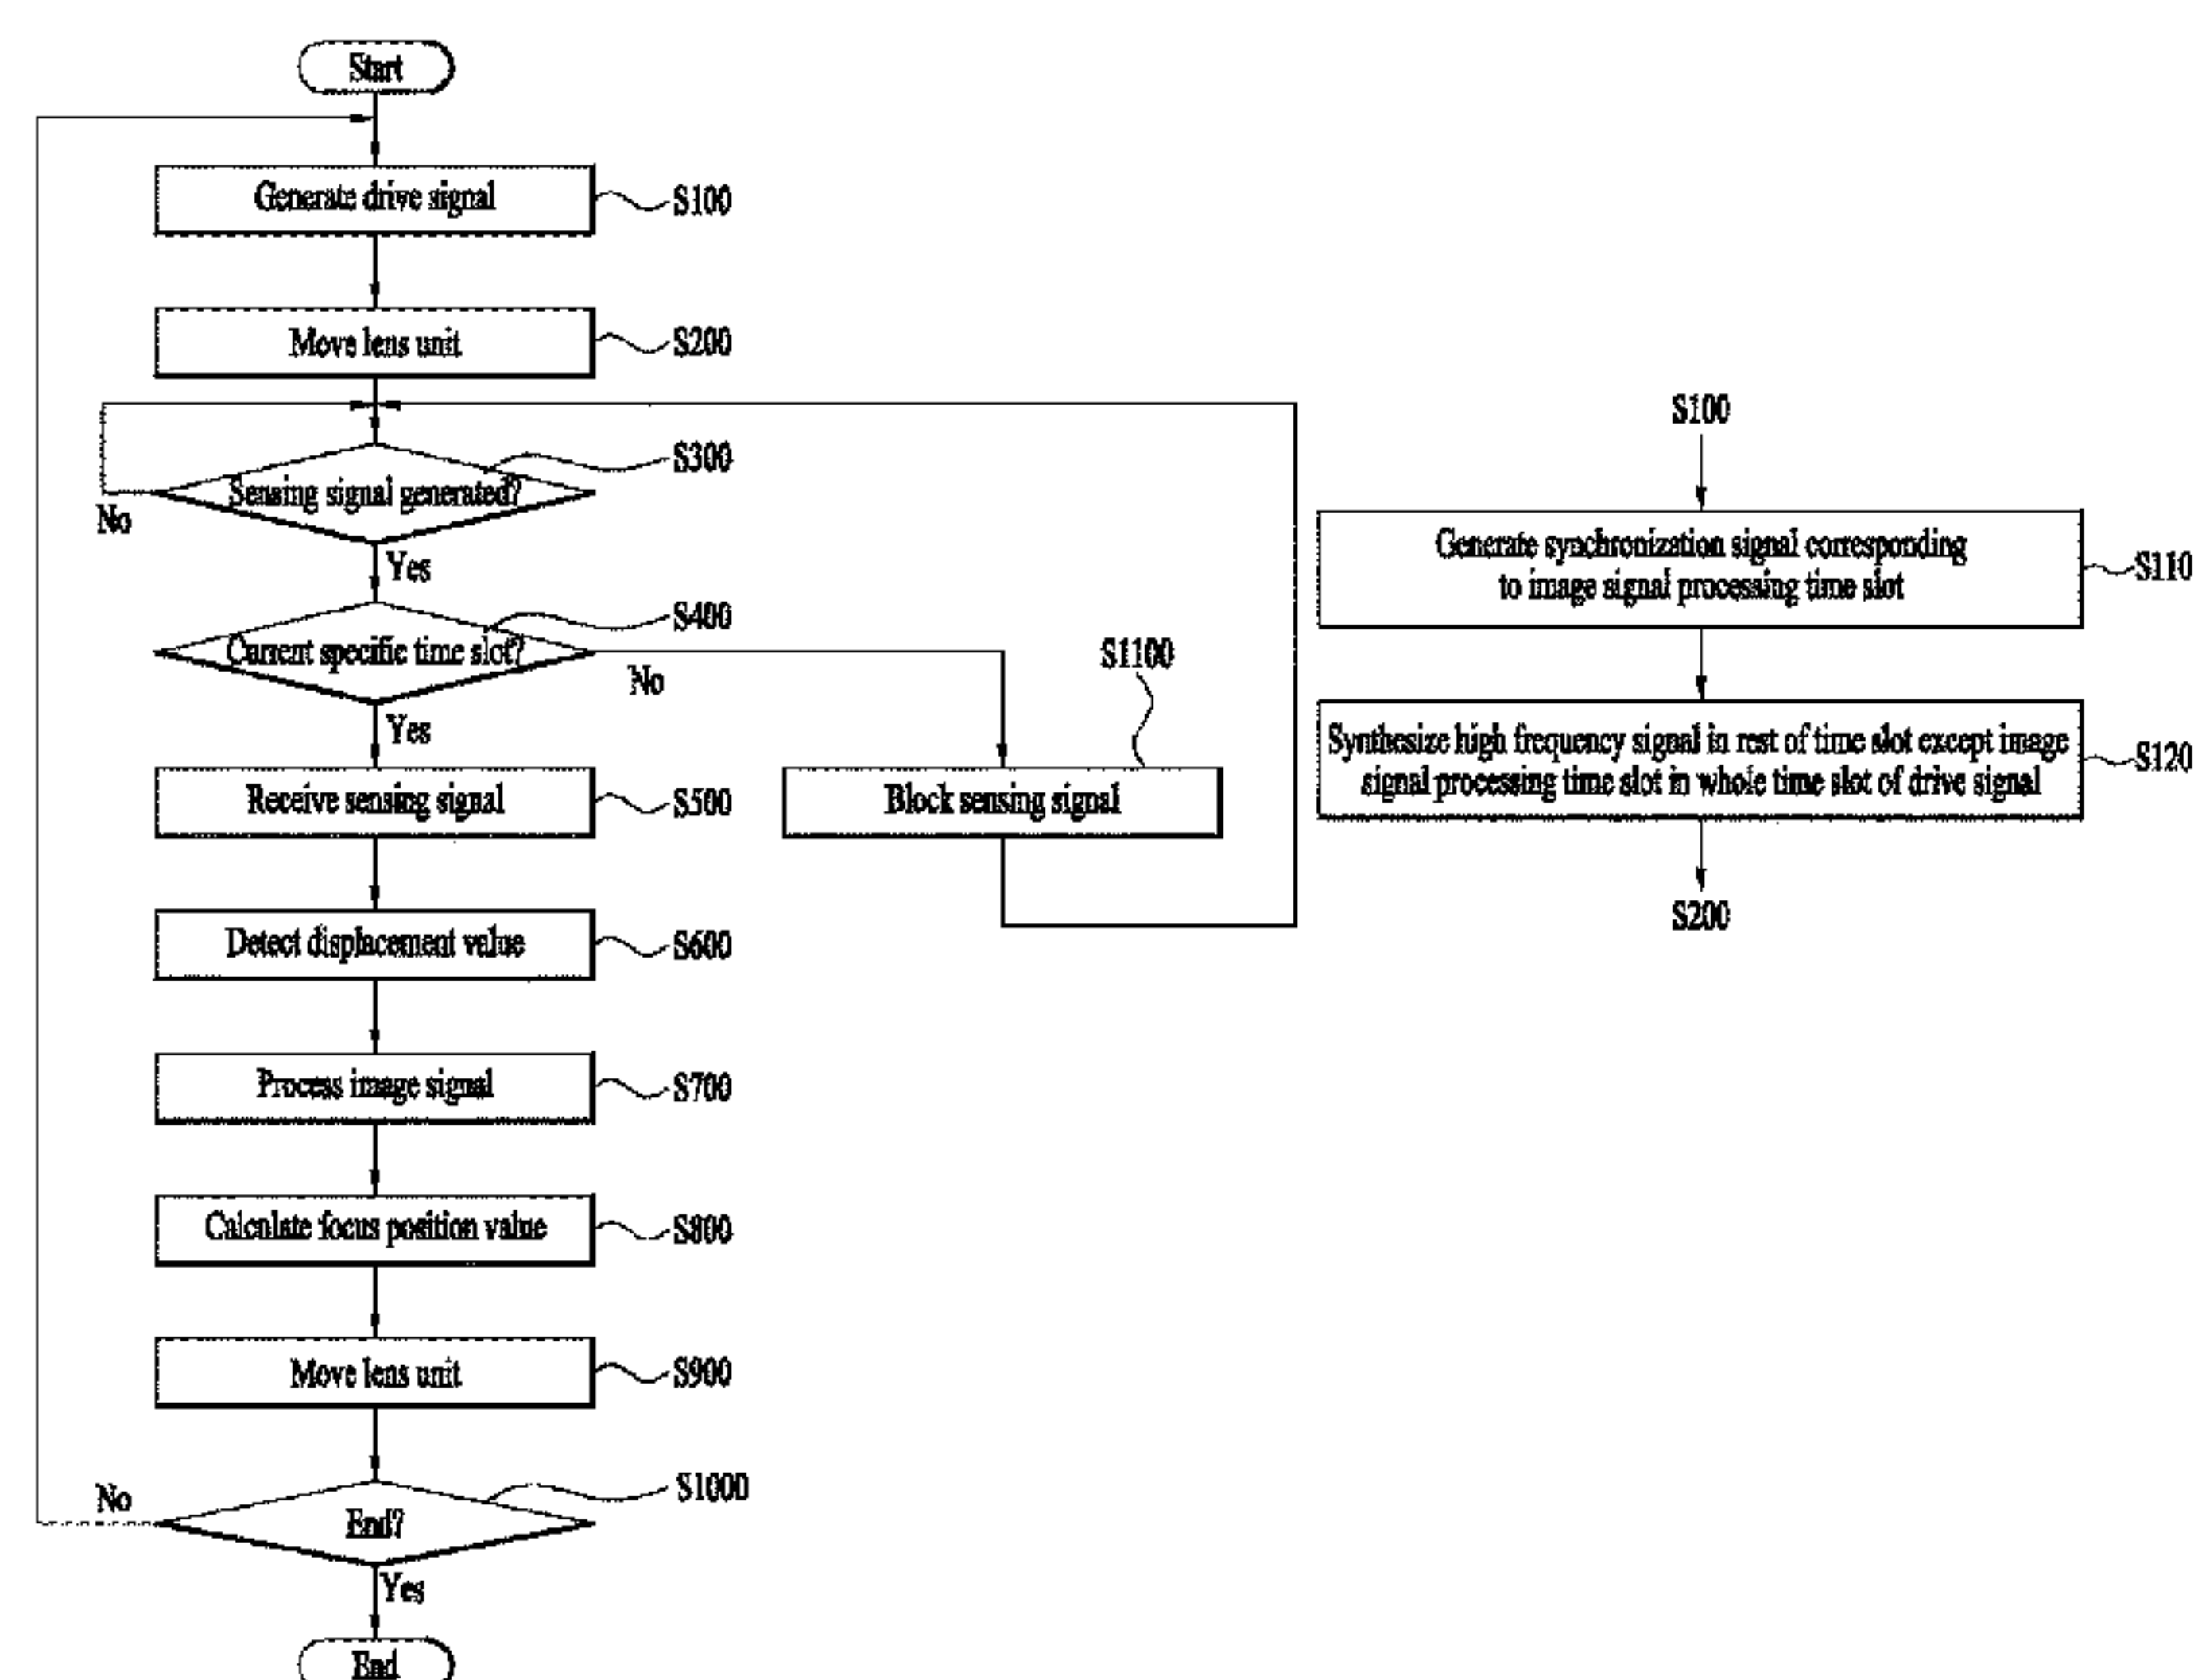 Start
Generate drive signal
S100
Move lens unit
S200
S300
Sensing signal generated?
No
Yes
S400
Current specific time slot?
No
Yes
Receive sensing signal
S500
S1100
Block sensing signal
Detect displacement value
S600
Process image signal
S700
Calculate focus position value
S800
Move lens unit
S900
S1000
No
End?
Yes
End
S100
Generate synchronization signal corresponding
to image signal processing time slot
S110
Synthesize high frequency signal in rest of time slot except image
signal processing time slot in whole time slot of drive signal
S120
S200